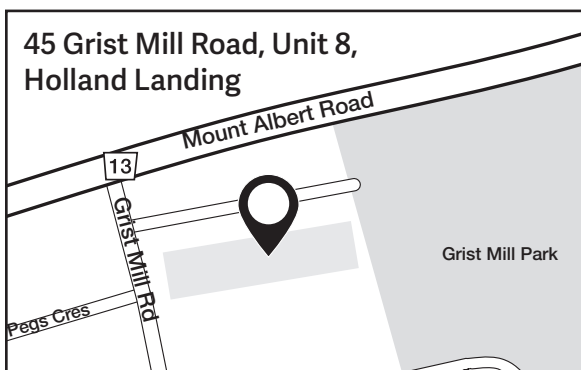 45 Grist Mill Road, Unit 8,
Holland Landing
Mount Albert Road
13
Grist Mill Rd
Grist Mill Park
Pegs Cres